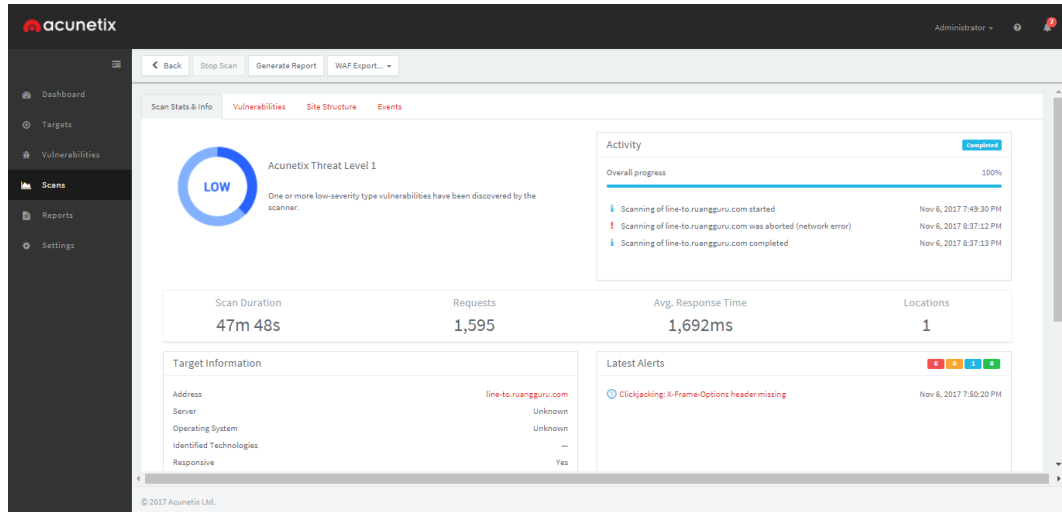 acunetix
Administrator
7
Back
Stop Scan
Generate Report
WAF Export...
Dashboard
Targets
Vulnerabilities
Scans
Reports
Settings
Scan Stats & Info
Vulnerabilities
Site Structure
Events
LOW
Acunetix Threat Level 1
One or more low-severity type vulnerabilities have been discovered by the
scanner.
Activity
Completed
Overall progress
100%
Scanning of line-to.ruangguru.com started
Nov 6, 2017 7:49:30 PM
Scanning of line-to.ruangguru.com was aborted (network error)
Nov 6, 2017 8:37:12 PM
Scanning of line-to.ruangguru.com completed
Nov 6, 2017 8:37:13 PM
Scan Duration
47m 48s
Requests
1,595
Avg. Response Time
1,692ms
Locations
1
Target Information
Address
line-to.ruangguru.com
Server
Unknown
Operating System
Unknown
Identified Technologies
—
Responsive
Yes
Latest Alerts
0 0 1 0
Clickjacking: X-Frame-Options header missing
Nov 6, 2017 7:50:20 PM
© 2017 Acunetix Ltd.